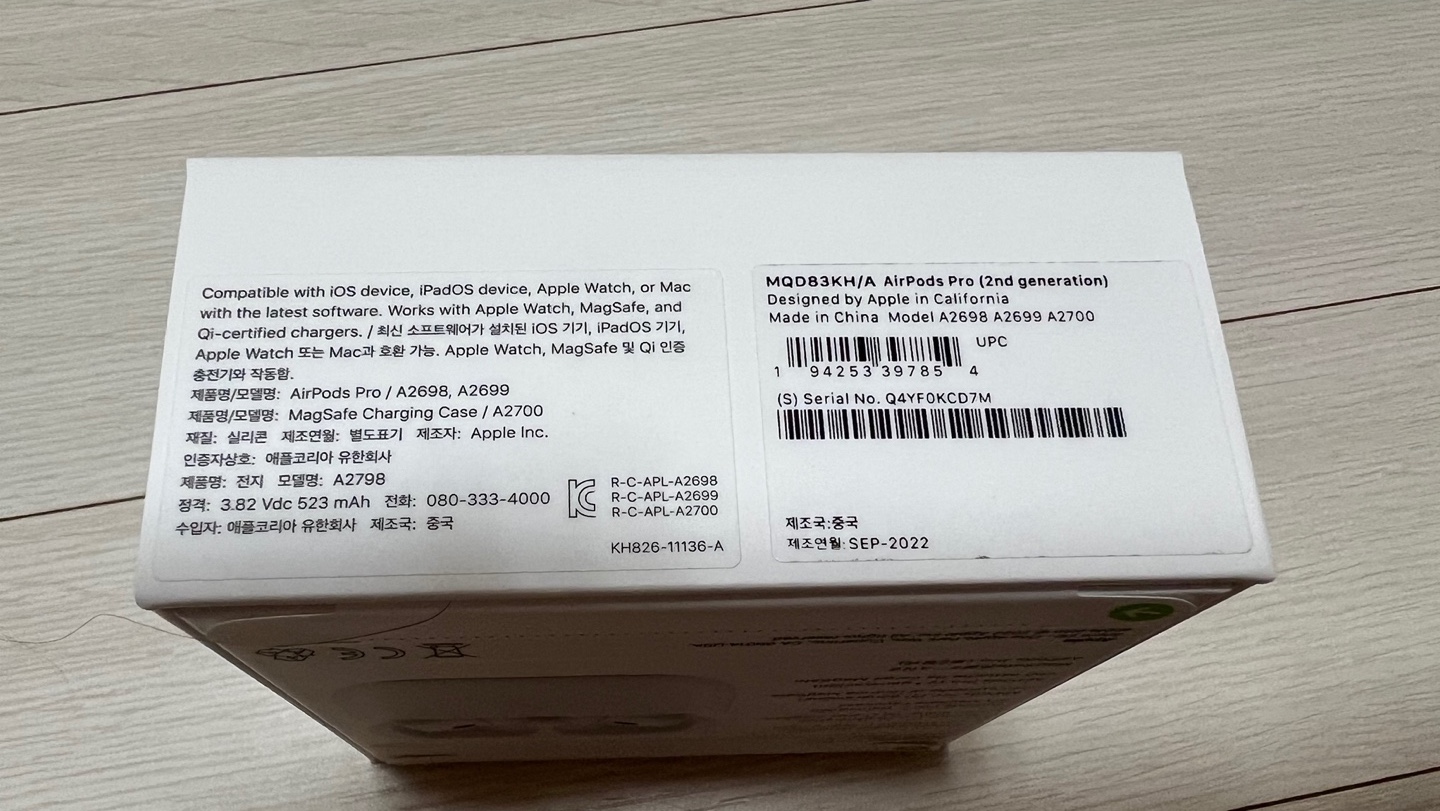 Compatible with iOS device, iPadOS device, Apple Watch, or Mac
with the latest software. Works with Apple Watch, MagSafe, and
Qi-certified chargers. / 최신 소프트웨어가 설치된 iOS 기기, iPadOS 기기,
Apple Watch 또는 Mac과 호환 가능. Apple Watch, MagSafe 및 Qi 인증
충전기와 작동함.
제품명/모델명: AirPods Pro / A2698, A2699
제품명/모델명: MagSafe Charging Case / A2700
재질: 실리콘 제조연월: 별도표기 제조자: Apple Inc.
인증자상호: 애플코리아 유한회사
제품명: 전지 모델명: A2798
정격: 3.82 Vdc 523 mAh 전화: 080-333-4000
수입자: 애플코리아 유한회사 제조국: 중국
R-C-APL-A2698
R-C-APL-A2699
R-C-APL-A2700
KH826-11136-A
MQD83KH/A AirPods Pro (2nd generation)
Designed by Apple in California
Made in China Model A2698 A2699 A2700
UPC
1 94253 39785 4
(S) Serial No. Q4YF0KCD7M
제조국:중국
제조연월:SEP-2022